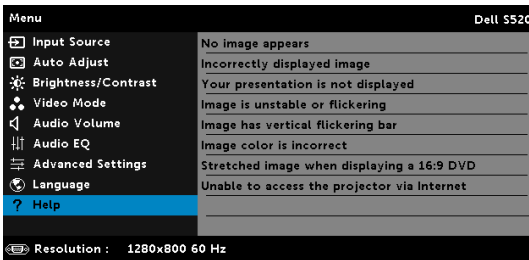 Menu Dell S520
Input Source No image appears
Auto Adjust Incorrectly displayed image
Brightness/Contrast Your presentation is not displayed
Video Mode Image is unstable or flickering
Audio Volume Image has vertical flickering bar
Audio EQ Image color is incorrect
Advanced Settings Stretched image when displaying a 16:9 DVD
Language Unable to access the projector via Internet
? Help
Resolution : 1280x800 60 Hz